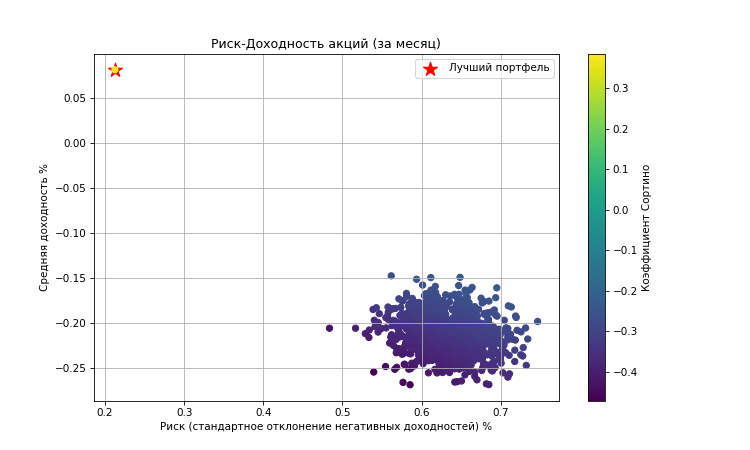 Риск-Доходность акций (за месяц)
Лучший портфель
0.05
0.00
−0.05
−0.10
−0.15
−0.20
−0.25
Средняя доходность %
0.2 0.3 0.4 0.5 0.6 0.7
Риск (стандартное отклонение негативных доходностей) %
0.3
0.2
0.1
0.0
−0.1
−0.2
−0.3
−0.4
Коэффициент Сортино